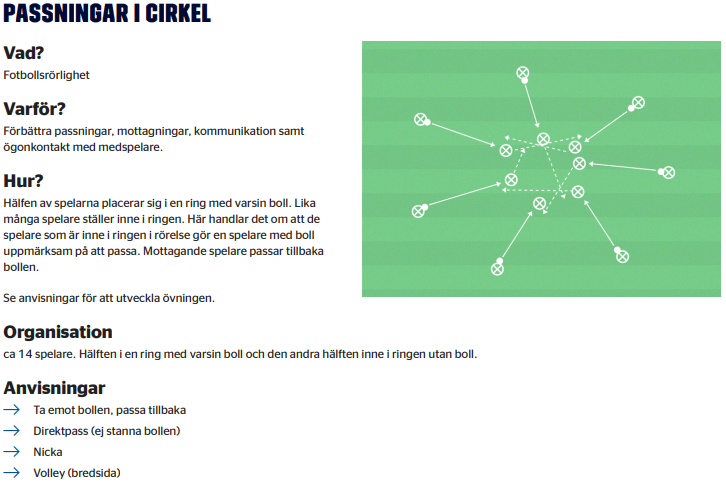 PASSNINGAR I CIRKEL
Vad?
Fotbollsrörlighet
Varför?
Förbättra passningar, mottagningar, kommunikation samt
ögonkontakt med medspelare.
Hur?
Hälfen av spelarna placerar sig i en ring med varsin boll. Lika
många spelare ställer inne i ringen. Här handlar det om att de
spelare som är inne i ringen i rörelse gör en spelare med boll
uppmärksam på att passa. Mottagande spelare passar tillbaka
bollen.
Se anvisningar för att utveckla övningen.
Organisation
ca 14 spelare. Hälften i en ring med varsin boll och den andra hälften inne i ringen utan boll.
Anvisningar
Ta emot bollen, passa tillbaka
Direktpass (ej stanna bollen)
Nicka
Volley (bredsida)